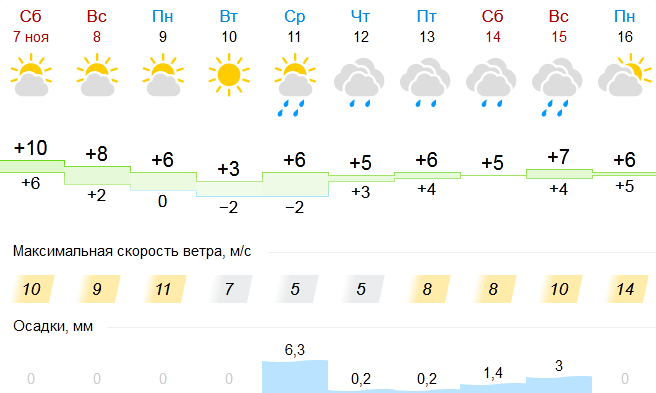 Сб Вс Пн Вт Ср Чт Пт Сб Вс Пн
7 ноя 8 9 10 11 12 13 14 15 16
+10 +8 +6 +3 +6 +5 +6 +5 +7 +6
+6 +2 0 −2 −2 +3 +4 +4 +5
Максимальная скорость ветра, м/с
10 9 11 7 5 5 8 8 10 14
Осадки, мм
0 0 0 0 6,3 0,2 0,2 1,4 3 0